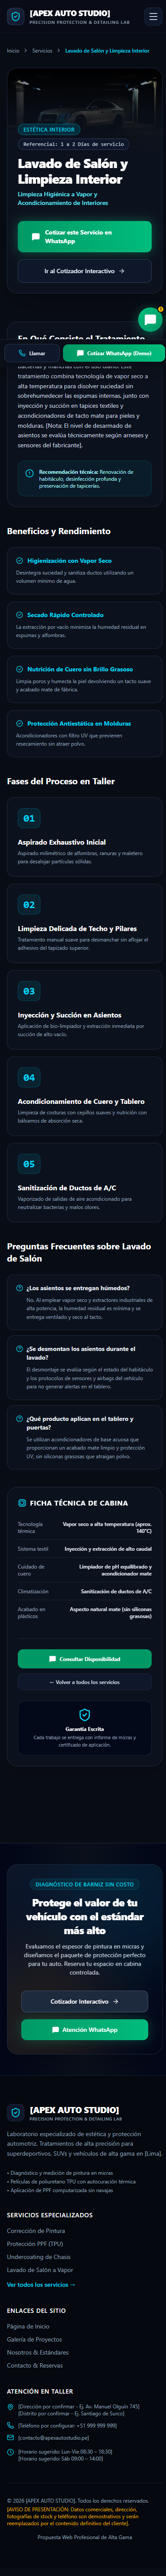 [APEX AUTO STUDIO]
PRECISION PROTECTION & DETAILING LAB
Inicio > Servicios > Lavado de Salón y Limpieza Interior
ESTÉTICA INTERIOR
Referencial: 1 a 2 Días de servicio
Lavado de Salón y
Limpieza Interior
Limpieza Higiénica a Vapor y
Acondicionamiento de Interiores
Cotizar este Servicio en
WhatsApp
Ir al Cotizador Interactivo →
En Qué Consiste el Tratamiento
Llamar
Cotizar WhatsApp (Demo)
bacterias y manchas en todo el salón. Este
tratamiento combina tecnología de vapor seco a
alta temperatura para disolver suciedad sin
sobrehumedecer las espumas internas, junto con
inyección y succión en tapices textiles y
acondicionadores de tacto mate para pieles y
molduras. [Nota: El nivel de desarmado de
asientos se evalúa técnicamente según arneses y
sensores del fabricante].
Recomendación técnica: Renovación de
habitáculo, desinfección profunda y
preservación de tapicerías.
Beneficios y Rendimiento
Higienización con Vapor Seco
Desintegra suciedad y sanitiza ductos utilizando un
volumen mínimo de agua.
Secado Rápido Controlado
La extracción por vacío minimiza la humedad residual en
espumas y alfombras.
Nutrición de Cuero sin Brillo Grasoso
Limpia poros y humecta la piel devolviendo un tacto suave
y acabado mate de fábrica.
Protección Antiestática en Molduras
Acondicionadores con filtro UV que previenen
resecamiento sin atraer polvo.
Fases del Proceso en Taller
01
Aspirado Exhaustivo Inicial
Aspirado milimétrico de alfombras, ranuras y maletero
para desalojar partículas sólidas.
02
Limpieza Delicada de Techo y Pilares
Tratamiento manual suave para desmanchar sin aflojar el
adhesivo del tapizado superior.
03
Inyección y Succión en Asientos
Aplicación de bio-limpiador y extracción inmediata por
succión de alto vacío.
04
Acondicionamiento de Cuero y Tablero
Limpieza de costuras con cepillos suaves y nutrición con
bálsamos de absorción seca.
05
Sanitización de Ductos de A/C
Vaporizado de salidas de aire acondicionado para
neutralizar bacterias y malos olores.
Preguntas Frecuentes sobre Lavado
de Salón
¿Los asientos se entregan húmedos?
No. Al emplear vapor seco y extractores industriales de
alta potencia, la humedad residual es mínima y se
entrega ventilado y seco al tacto.
¿Se desmontan los asientos durante el
lavado?
El desmontaje se evalúa según el estado del habitáculo
y los protocolos de sensores y airbags del vehículo
para no generar alertas en el tablero.
¿Qué producto aplican en el tablero y
puertas?
Se utilizan acondicionadores de base acuosa que
proporcionan un acabado mate limpio y protección
UV, sin siliconas grasosas que atraigan polvo.
FICHA TÉCNICA DE CABINA
Tecnología térmica Vapor seco a alta temperatura (aprox. 140°C)
Sistema textil Inyección y extracción de alto caudal
Cuidado de cuero Limpiador de pH equilibrado y acondicionador mate
Climatización Sanitización de ductos de A/C
Acabado en plásticos Aspecto natural mate (sin siliconas grasosas)
Consultar Disponibilidad
← Volver a todos los servicios
Garantía Escrita
Cada trabajo se entrega con informe de micras y
certificado de aplicación.
DIAGNÓSTICO DE BARNIZ SIN COSTO
Protege el valor de tu
vehículo con el estándar
más alto
Evaluamos el espesor de pintura en micras y
diseñamos el esquema de protección perfecto
para tu auto. Reserva tu espacio en cabina
controlada.
Cotizador Interactivo →
Atención WhatsApp
[APEX AUTO STUDIO]
PRECISION PROTECTION & DETAILING LAB
Laboratorio especializado de estética y protección
automotriz. Tratamientos de alta precisión para
superdeportivos, SUVs y vehículos de alta gama en [Lima].
• Diagnóstico y medición de pintura en micras
• Películas de poliuretano TPU con autocuración térmica
• Aplicación de PPF computarizada sin navajas
SERVICIOS ESPECIALIZADOS
Corrección de Pintura
Protección PPF (TPU)
Undercoating de Chasis
Lavado de Salón a Vapor
Ver todos los servicios →
ENLACES DEL SITIO
Página de Inicio
Galería de Proyectos
Nosotros & Estándares
Contacto & Reservas
ATENCIÓN EN TALLER
[Dirección por confirmar - Ej. Av. Manuel Olguín 745]
[Distrito por confirmar - Ej. Santiago de Surco]
[Teléfono por configurar: +51 999 999 999]
[contacto@apexautostudio.pe]
[Horario sugerido: Lun-Vie 08:30 – 18:30]
[Horario sugerido: Sáb 09:00 – 14:00]
© 2026 [APEX AUTO STUDIO]. Todos los derechos reservados.
[AVISO DE PRESENTACIÓN: Datos comerciales, dirección,
fotografías de stock y teléfono son demostrativos y serán
reemplazados por el contenido definitivo del cliente].
Propuesta Web Profesional de Alta Gama